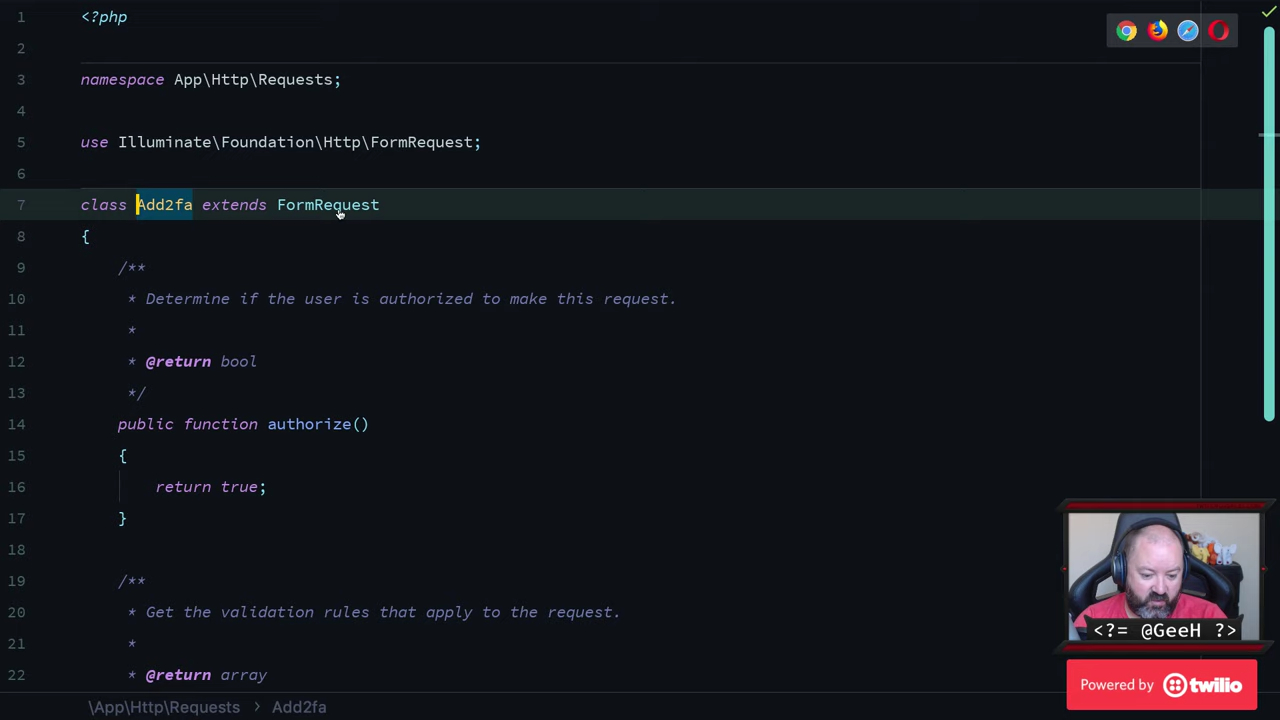 1 <?php
2
3 namespace App\Http\Requests;
4
5 use Illuminate\Foundation\Http\FormRequest;
6
7 class Add2fa extends FormRequest
8 {
9 /**
10 * Determine if the user is authorized to make this request.
11 *
12 * @return bool
13 */
14 public function authorize()
15 {
16 return true;
17 }
18
19 /**
20 * Get the validation rules that apply to the request.
21 *
22 * @return array
\App\Http\Requests > Add2fa
<?= @GeeH ?>
Powered by twilio